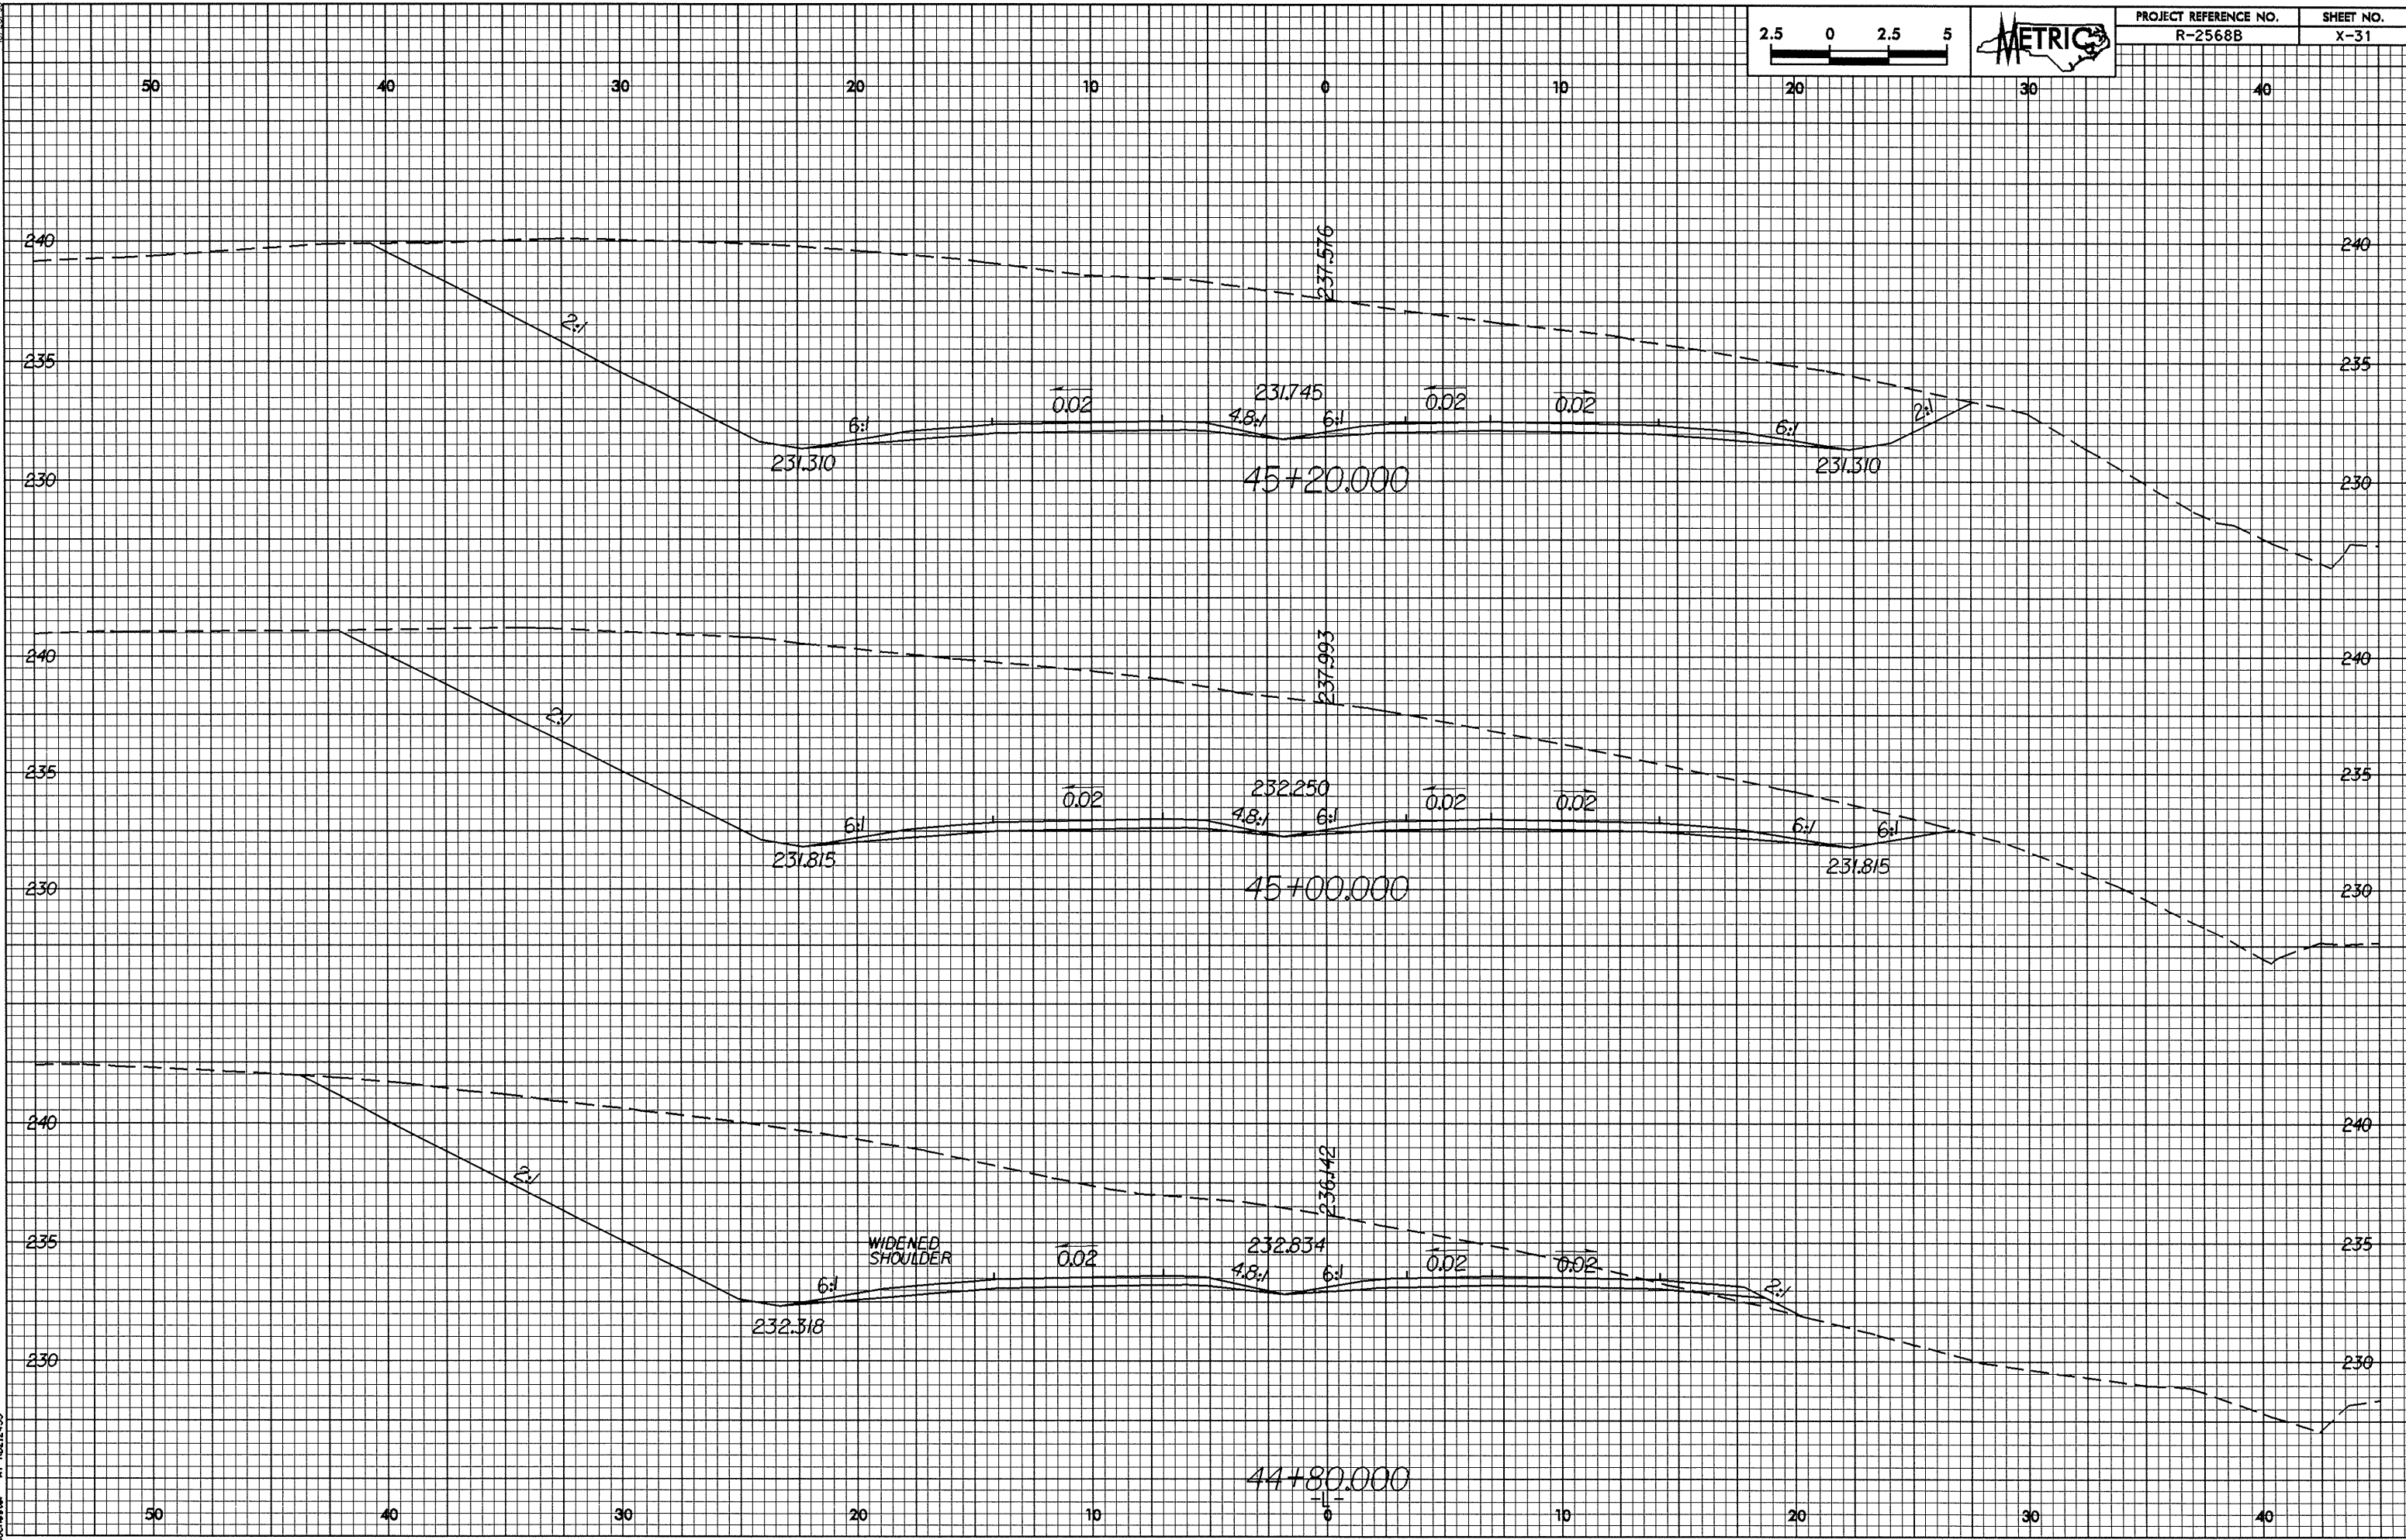 PROJECT REFERENCE NO. SHEET NO.
R-2568B X-31
2.5 0 2.5 5
METRIC
50 40 30 20 10 0 10 20 30 40
240 237.576 240
2:1
235 235
0.02 231.745 0.02 0.02
6:1 4.8:1 6:1 6:1 2:1
231.310 231.310
230 45+20.000 230
240 237.993 240
2:1
235 235
0.02 232.250 0.02 0.02
6:1 4.8:1 6:1 6:1 6:1
231.815 231.815
230 45+00.000 230
240 236.142 240
2:1
235 WIDENED 232.834 235
SHOULDER 0.02 0.02 0.02
6:1 4.8:1 6:1 2:1
232.318
230 230
44+80.000
-L-
50 40 30 20 10 0 10 20 30 40